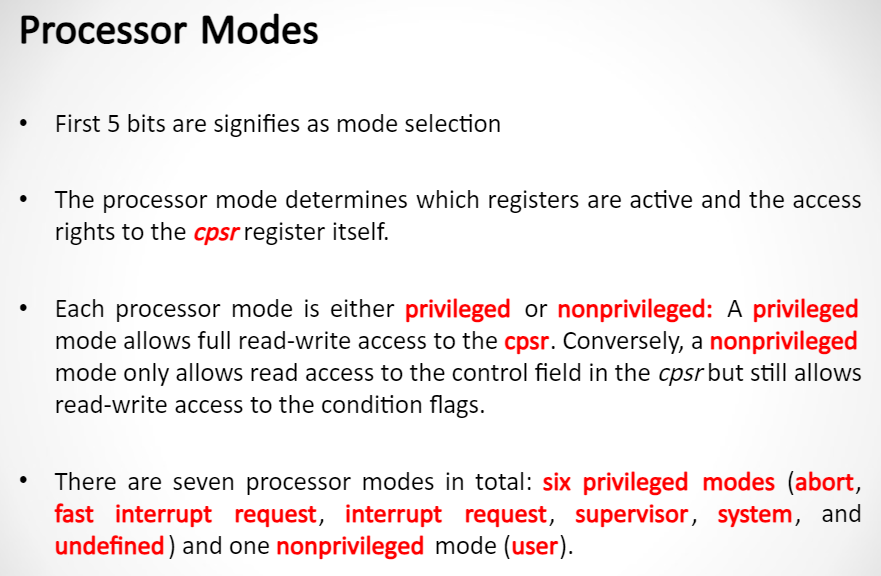 Processor Modes
• First 5 bits are signifies as mode selection
• The processor mode determines which registers are active and the access
rights to the cpsr register itself.
• Each processor mode is either privileged or nonprivileged: A privileged
mode allows full read-write access to the cpsr. Conversely, a nonprivileged
mode only allows read access to the control field in the cpsr but still allows
read-write access to the condition flags.
• There are seven processor modes in total: six privileged modes (abort,
fast interrupt request, interrupt request, supervisor, system, and
undefined) and one nonprivileged mode (user).